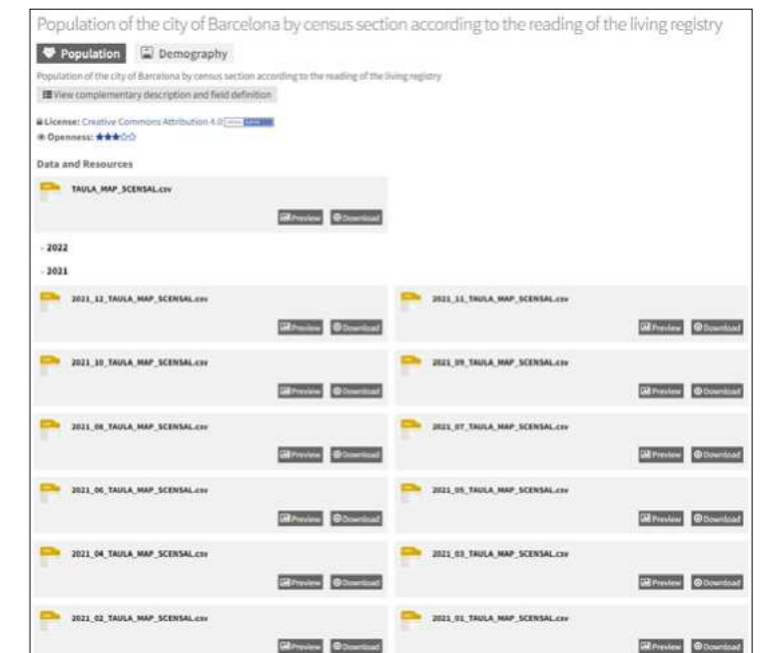 Population of the city of Barcelona by census section according to the reading of the living registry
Population Demography
Population of the city of Barcelona by census section according to the reading of the living registry
View complementary description and field definition
License: Creative Commons Attribution 4.0
Openness: ★★★☆☆
Data and Resources
TAULA_MAP_SCENSAL.csv
Preview Download
- 2022
- 2021
2021_12_TAULA_MAP_SCENSAL.csv 2021_11_TAULA_MAP_SCENSAL.csv
Preview Download Preview Download
2021_10_TAULA_MAP_SCENSAL.csv 2021_09_TAULA_MAP_SCENSAL.csv
Preview Download Preview Download
2021_08_TAULA_MAP_SCENSAL.csv 2021_07_TAULA_MAP_SCENSAL.csv
Preview Download Preview Download
2021_06_TAULA_MAP_SCENSAL.csv 2021_05_TAULA_MAP_SCENSAL.csv
Preview Download Preview Download
2021_04_TAULA_MAP_SCENSAL.csv 2021_03_TAULA_MAP_SCENSAL.csv
Preview Download Preview Download
2021_02_TAULA_MAP_SCENSAL.csv 2021_01_TAULA_MAP_SCENSAL.csv
Preview Download Preview Download